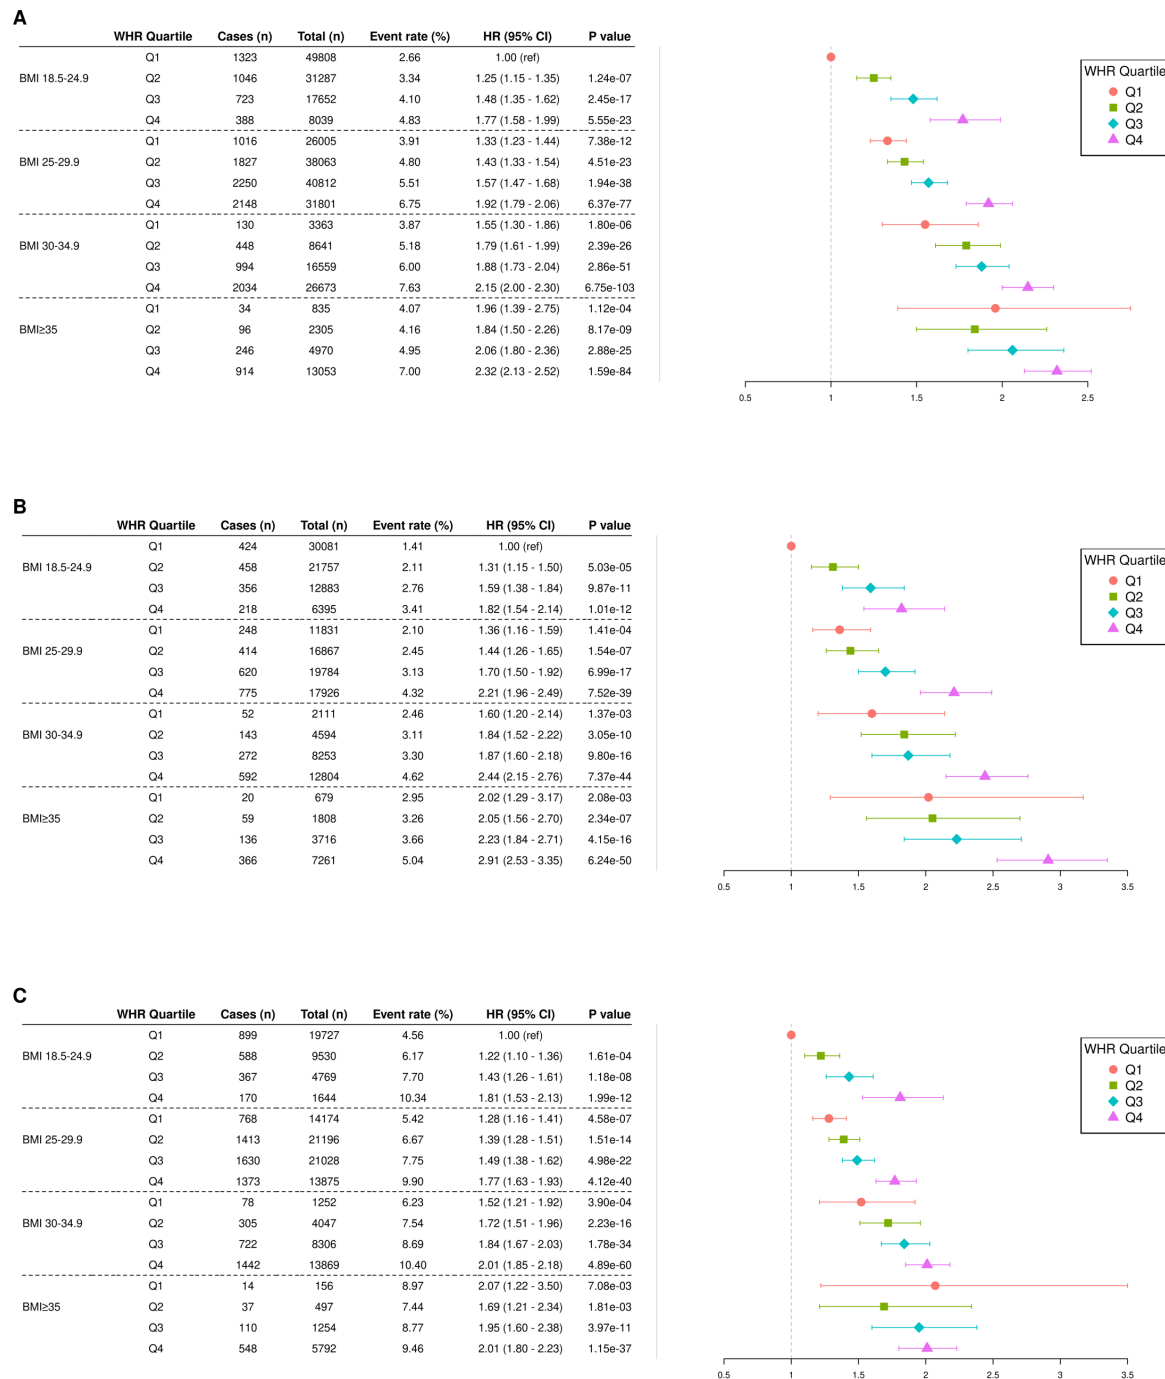 A
WHR Quartile Cases (n) Total (n) Event rate (%) HR (95% CI) P value
Q1 1323 49808 2.66 1.00 (ref)
BMI 18.5-24.9 Q2 1046 31287 3.34 1.25 (1.15 - 1.35) 1.24e-07
Q3 723 17652 4.10 1.48 (1.35 - 1.62) 2.45e-17
Q4 388 8039 4.83 1.77 (1.58 - 1.99) 5.55e-23
Q1 1016 26005 3.91 1.33 (1.23 - 1.44) 7.38e-12
BMI 25-29.9 Q2 1827 38063 4.80 1.43 (1.33 - 1.54) 4.51e-23
Q3 2250 40812 5.51 1.57 (1.47 - 1.68) 1.94e-38
Q4 2148 31801 6.75 1.92 (1.79 - 2.06) 6.37e-77
Q1 130 3363 3.87 1.55 (1.30 - 1.86) 1.80e-06
BMI 30-34.9 Q2 448 8641 5.18 1.79 (1.61 - 1.99) 2.39e-26
Q3 994 16559 6.00 1.88 (1.73 - 2.04) 2.86e-51
Q4 2034 26673 7.63 2.15 (2.00 - 2.30) 6.75e-103
Q1 34 835 4.07 1.96 (1.39 - 2.75) 1.12e-04
BMI≥35 Q2 96 2305 4.16 1.84 (1.50 - 2.26) 8.17e-09
Q3 246 4970 4.95 2.06 (1.80 - 2.36) 2.88e-25
Q4 914 13053 7.00 2.32 (2.13 - 2.52) 1.59e-84
WHR Quartile
Q1
Q2
Q3
Q4
0.5 1 1.5 2 2.5
B
WHR Quartile Cases (n) Total (n) Event rate (%) HR (95% CI) P value
Q1 424 30081 1.41 1.00 (ref)
BMI 18.5-24.9 Q2 458 21757 2.11 1.31 (1.15 - 1.50) 5.03e-05
Q3 356 12883 2.76 1.59 (1.38 - 1.84) 9.87e-11
Q4 218 6395 3.41 1.82 (1.54 - 2.14) 1.01e-12
Q1 248 11831 2.10 1.36 (1.16 - 1.59) 1.41e-04
BMI 25-29.9 Q2 414 16867 2.45 1.44 (1.26 - 1.65) 1.54e-07
Q3 620 19784 3.13 1.70 (1.50 - 1.92) 6.99e-17
Q4 775 17926 4.32 2.21 (1.96 - 2.49) 7.52e-39
Q1 52 2111 2.46 1.60 (1.20 - 2.14) 1.37e-03
BMI 30-34.9 Q2 143 4594 3.11 1.84 (1.52 - 2.22) 3.05e-10
Q3 272 8253 3.30 1.87 (1.60 - 2.18) 9.80e-16
Q4 592 12804 4.62 2.44 (2.15 - 2.76) 7.37e-44
Q1 20 679 2.95 2.02 (1.29 - 3.17) 2.08e-03
BMI≥35 Q2 59 1808 3.26 2.05 (1.56 - 2.70) 2.34e-07
Q3 136 3716 3.66 2.23 (1.84 - 2.71) 4.15e-16
Q4 366 7261 5.04 2.91 (2.53 - 3.35) 6.24e-50
WHR Quartile
Q1
Q2
Q3
Q4
0.5 1 1.5 2 2.5 3 3.5
C
WHR Quartile Cases (n) Total (n) Event rate (%) HR (95% CI) P value
Q1 899 19727 4.56 1.00 (ref)
BMI 18.5-24.9 Q2 588 9530 6.17 1.22 (1.10 - 1.36) 1.61e-04
Q3 367 4769 7.70 1.43 (1.26 - 1.61) 1.18e-08
Q4 170 1644 10.34 1.81 (1.53 - 2.13) 1.99e-12
Q1 768 14174 5.42 1.28 (1.16 - 1.41) 4.58e-07
BMI 25-29.9 Q2 1413 21196 6.67 1.39 (1.28 - 1.51) 1.51e-14
Q3 1630 21028 7.75 1.49 (1.38 - 1.62) 4.98e-22
Q4 1373 13875 9.90 1.77 (1.63 - 1.93) 4.12e-40
Q1 78 1252 6.23 1.52 (1.21 - 1.92) 3.90e-04
BMI 30-34.9 Q2 305 4047 7.54 1.72 (1.51 - 1.96) 2.23e-16
Q3 722 8306 8.69 1.84 (1.67 - 2.03) 1.78e-34
Q4 1442 13869 10.40 2.01 (1.85 - 2.18) 4.89e-60
Q1 14 156 8.97 2.07 (1.22 - 3.50) 7.08e-03
BMI≥35 Q2 37 497 7.44 1.69 (1.21 - 2.34) 1.81e-03
Q3 110 1254 8.77 1.95 (1.60 - 2.38) 3.97e-11
Q4 548 5792 9.46 2.01 (1.80 - 2.23) 1.15e-37
WHR Quartile
Q1
Q2
Q3
Q4
0.5 1 1.5 2 2.5 3 3.5